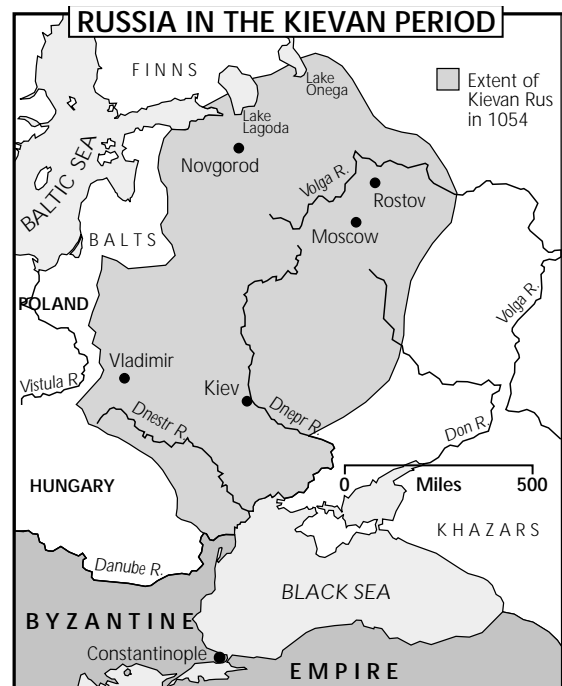 RUSSIA IN THE KIEVAN PERIOD
FINNS
Lake
Onega
Extent of
Kievan Rus
in 1054
Lake
Lagoda
BALTIC SEA
Novgorod
Volga R.
Rostov
Moscow
BALTS
POLAND
Volga R.
Vladimir
Vistula R.
Kiev
Dnepr R.
Dnestr R.
Don R.
0 Miles 500
HUNGARY
KHAZARS
Danube R.
BLACK SEA
BYZANTINE
Constantinople
EMPIRE